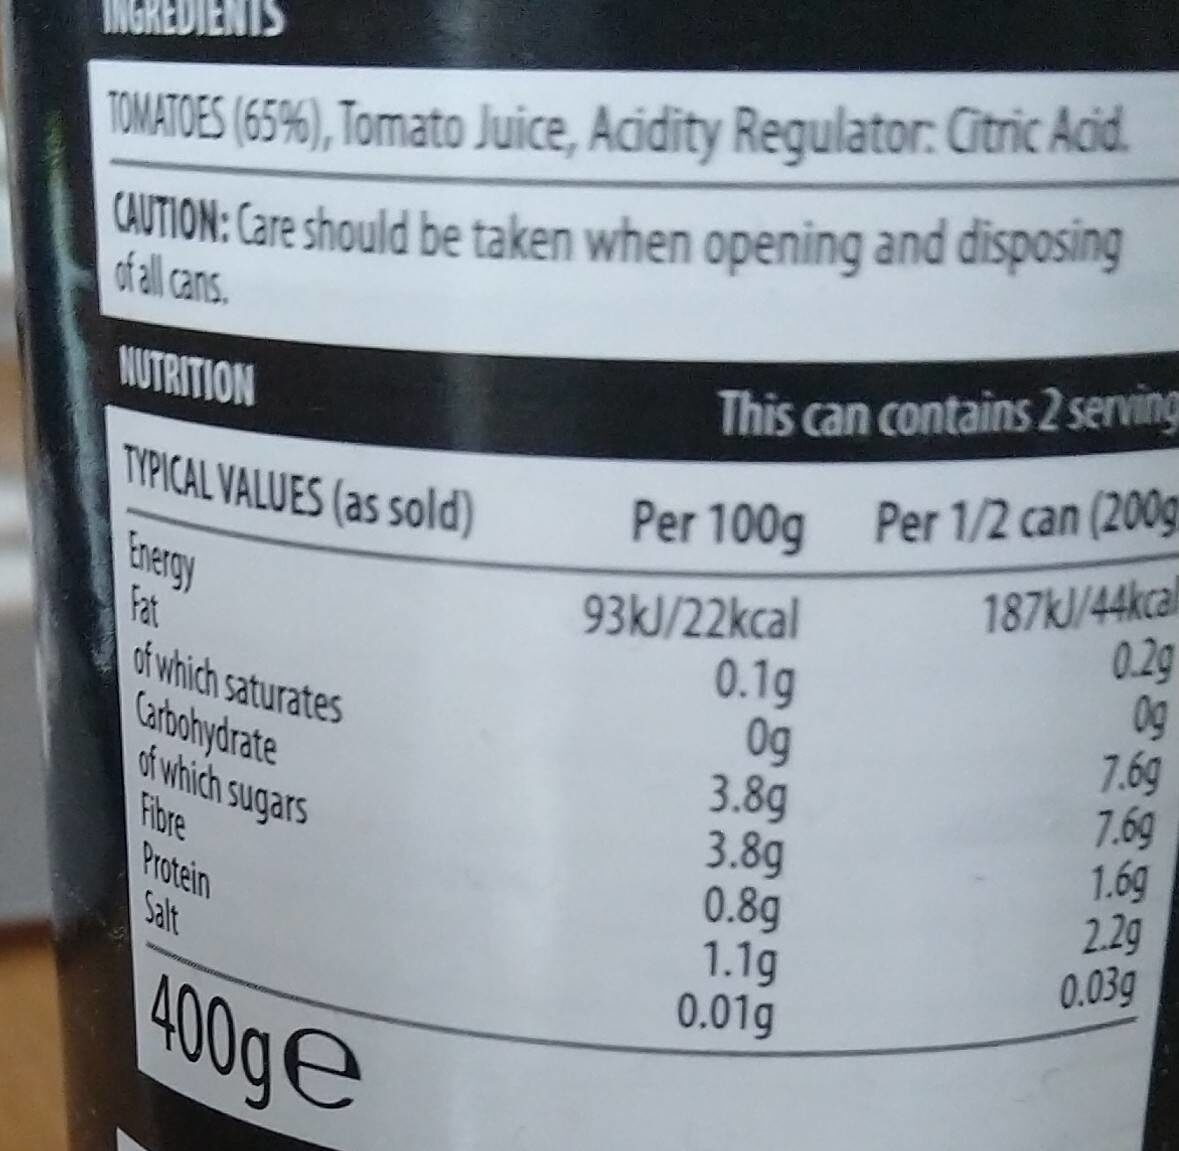 INGREDIENTS
TOMATOES (65%), Tomato Juice, Acidity Regulator: Citric Acid.
CAUTION: Care should be taken when opening and disposing
of all cans.
NUTRITION
This can contains 2 serving
TYPICAL VALUES (as sold) Per 100g Per 1/2 can (200g
Energy 93kJ/22kcal 187kJ/44kcal
Fat 0.1g 0.2g
of which saturates 0g 0g
Carbohydrate 3.8g 7.6g
of which sugars 3.8g 7.6g
Fibre 0.8g 1.6g
Protein 1.1g 2.2g
Salt 0.01g 0.03g
400g e